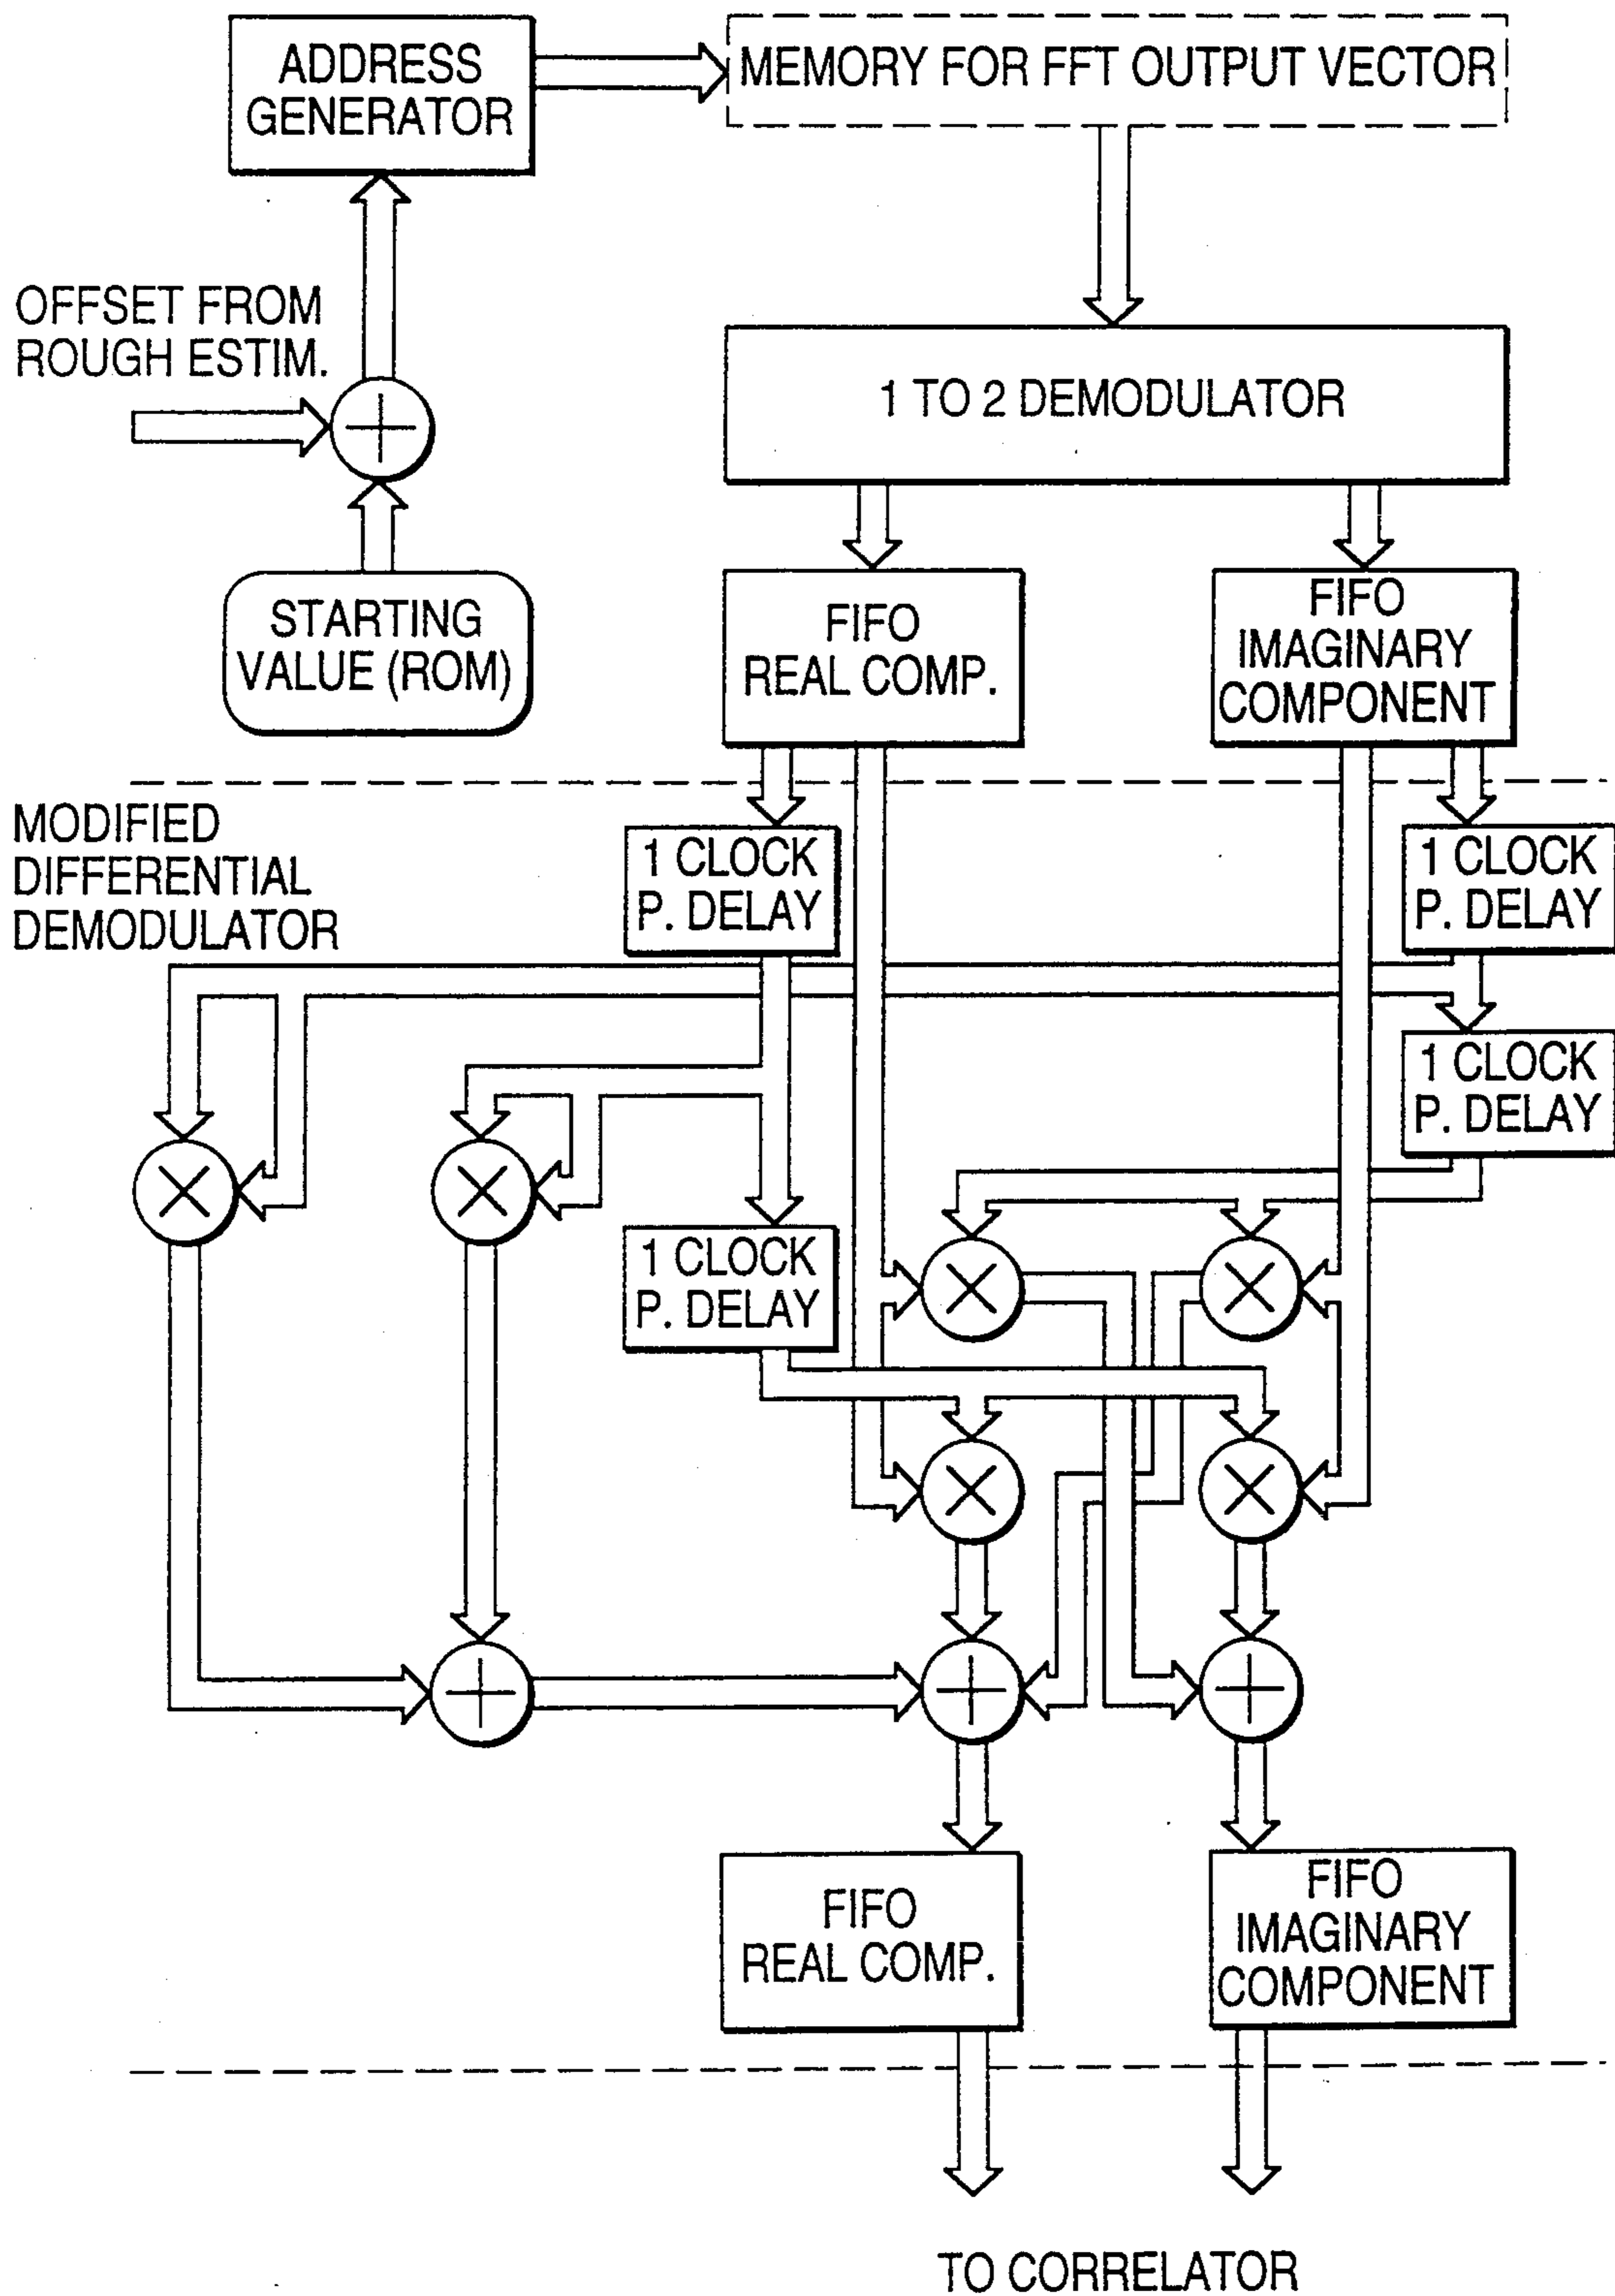 ADDRESS
GENERATOR
MEMORY FOR FFT OUTPUT VECTOR
OFFSET FROM
ROUGH ESTIM.
1 TO 2 DEMODULATOR
STARTING
VALUE (ROM)
FIFO
REAL COMP.
FIFO
IMAGINARY
COMPONENT
MODIFIED
DIFFERENTIAL
DEMODULATOR
1 CLOCK
P. DELAY
1 CLOCK
P. DELAY
1 CLOCK
P. DELAY
1 CLOCK
P. DELAY
FIFO
REAL COMP.
FIFO
IMAGINARY
COMPONENT
TO CORRELATOR